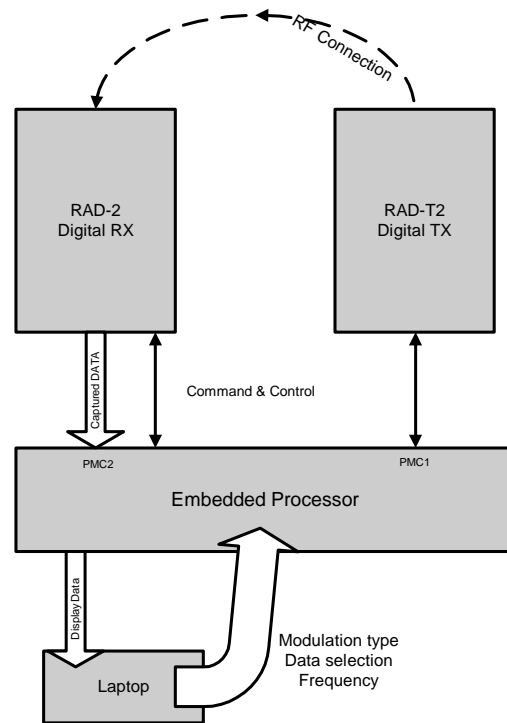 RF Connection
RAD-2
Digital RX
RAD-T2
Digital TX
Captured DATA
Command & Control
PMC2
PMC1
Embedded Processor
Display Data
Laptop
Modulation type
Data selection
Frequency